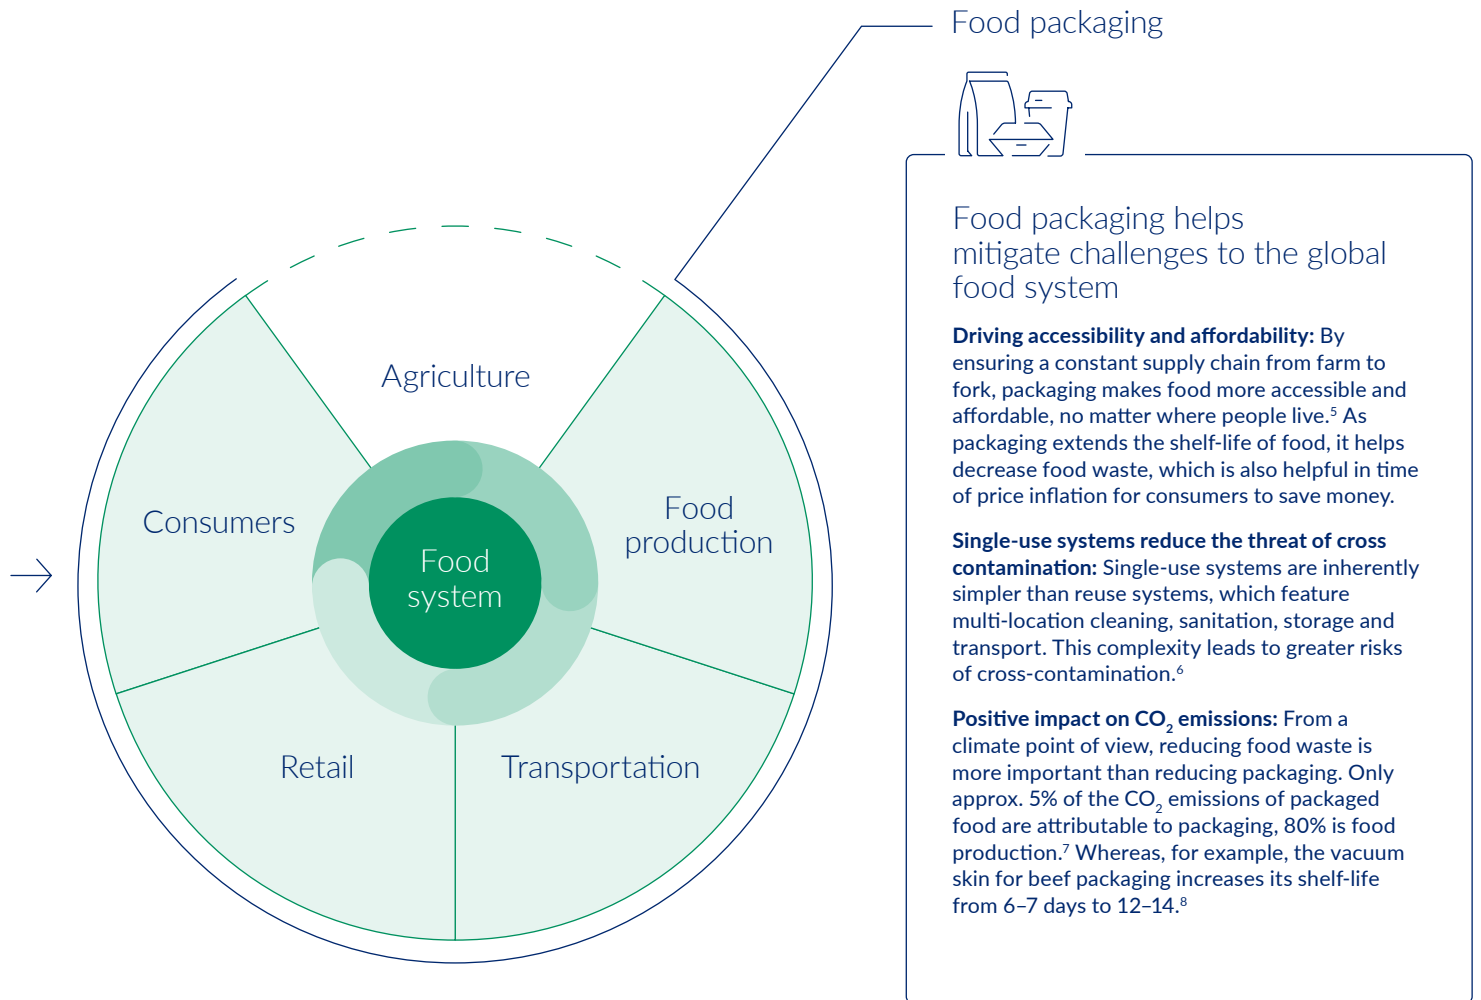 Food packaging
Agriculture
Consumers
Food
production
Food
system
Retail
Transportation
Food packaging helps
mitigate challenges to the global
food system
Driving accessibility and affordability: By
ensuring a constant supply chain from farm to
fork, packaging makes food more accessible and
affordable, no matter where people live.⁵ As
packaging extends the shelf-life of food, it helps
decrease food waste, which is also helpful in time
of price inflation for consumers to save money.
Single-use systems reduce the threat of cross
contamination: Single-use systems are inherently
simpler than reuse systems, which feature
multi-location cleaning, sanitation, storage and
transport. This complexity leads to greater risks
of cross-contamination.⁶
Positive impact on CO₂ emissions: From a
climate point of view, reducing food waste is
more important than reducing packaging. Only
approx. 5% of the CO₂ emissions of packaged
food are attributable to packaging, 80% is food
production.⁷ Whereas, for example, the vacuum
skin for beef packaging increases its shelf-life
from 6–7 days to 12–14.⁸